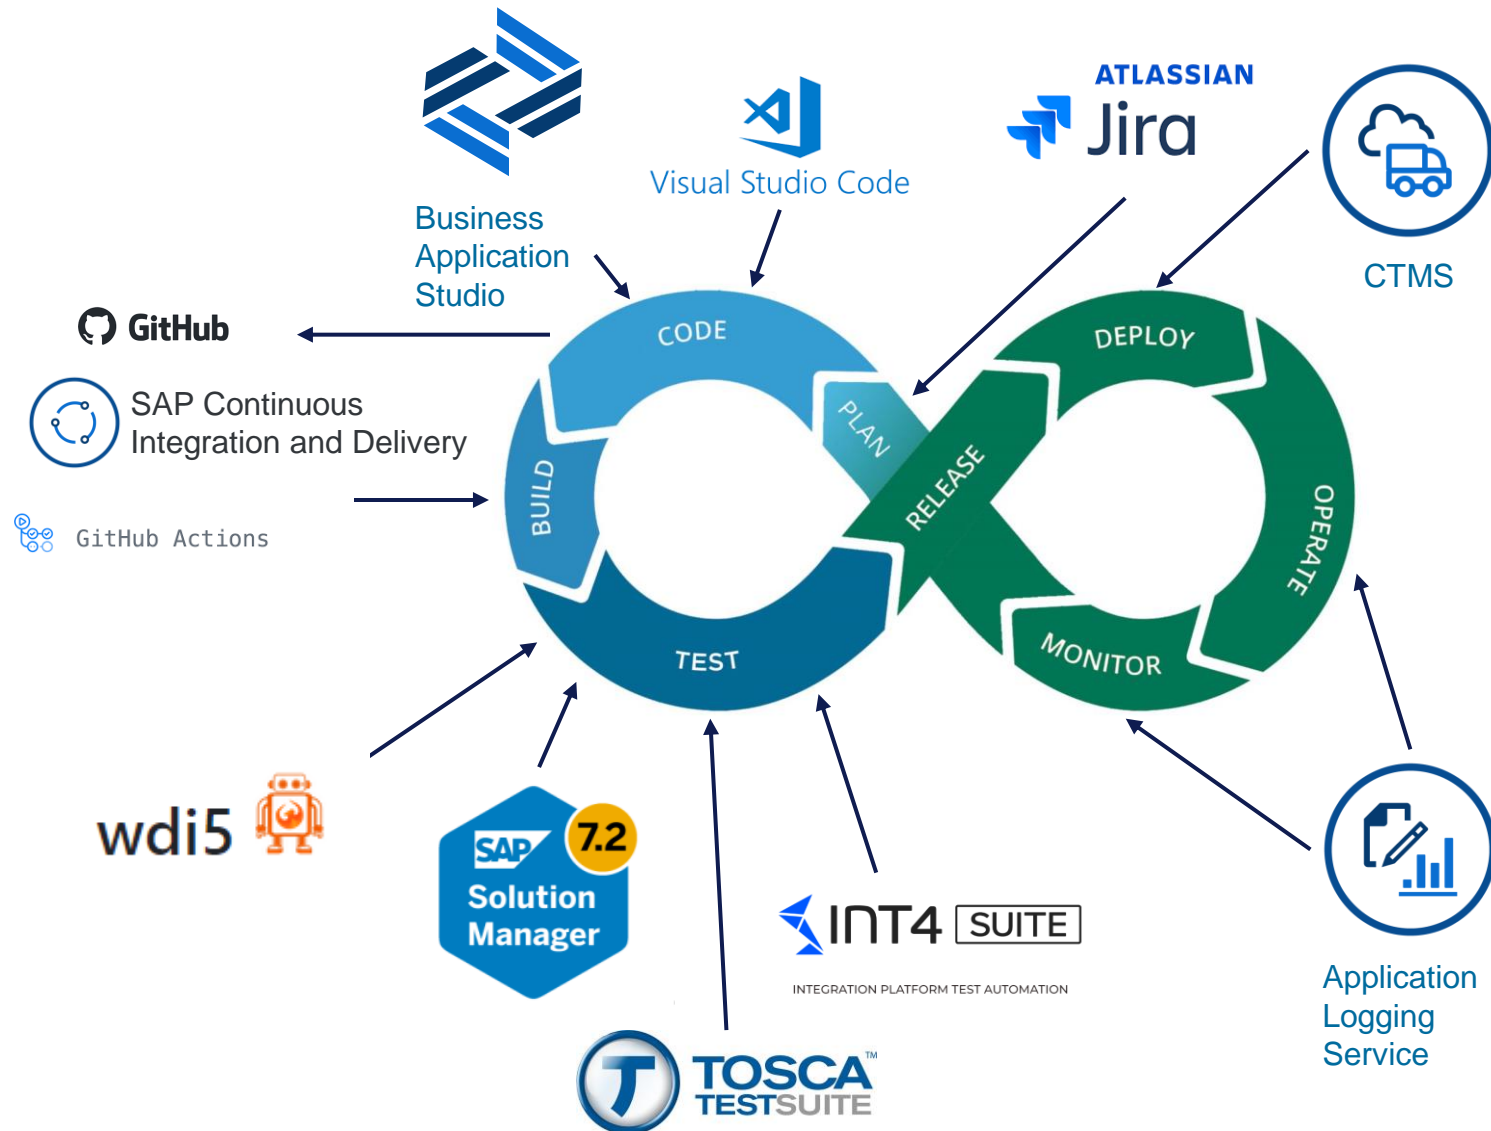 ATLASSIAN
Jira
Visual Studio Code
Business
Application
Studio
CTMS
GitHub
SAP Continuous
Integration and Delivery
GitHub Actions
CODE
PLAN
BUILD
TEST
RELEASE
DEPLOY
OPERATE
MONITOR
wdi5
SAP
7.2
Solution
Manager
INT4 SUITE
INTEGRATION PLATFORM TEST AUTOMATION
TOSCA™
TESTSUITE
Application
Logging
Service